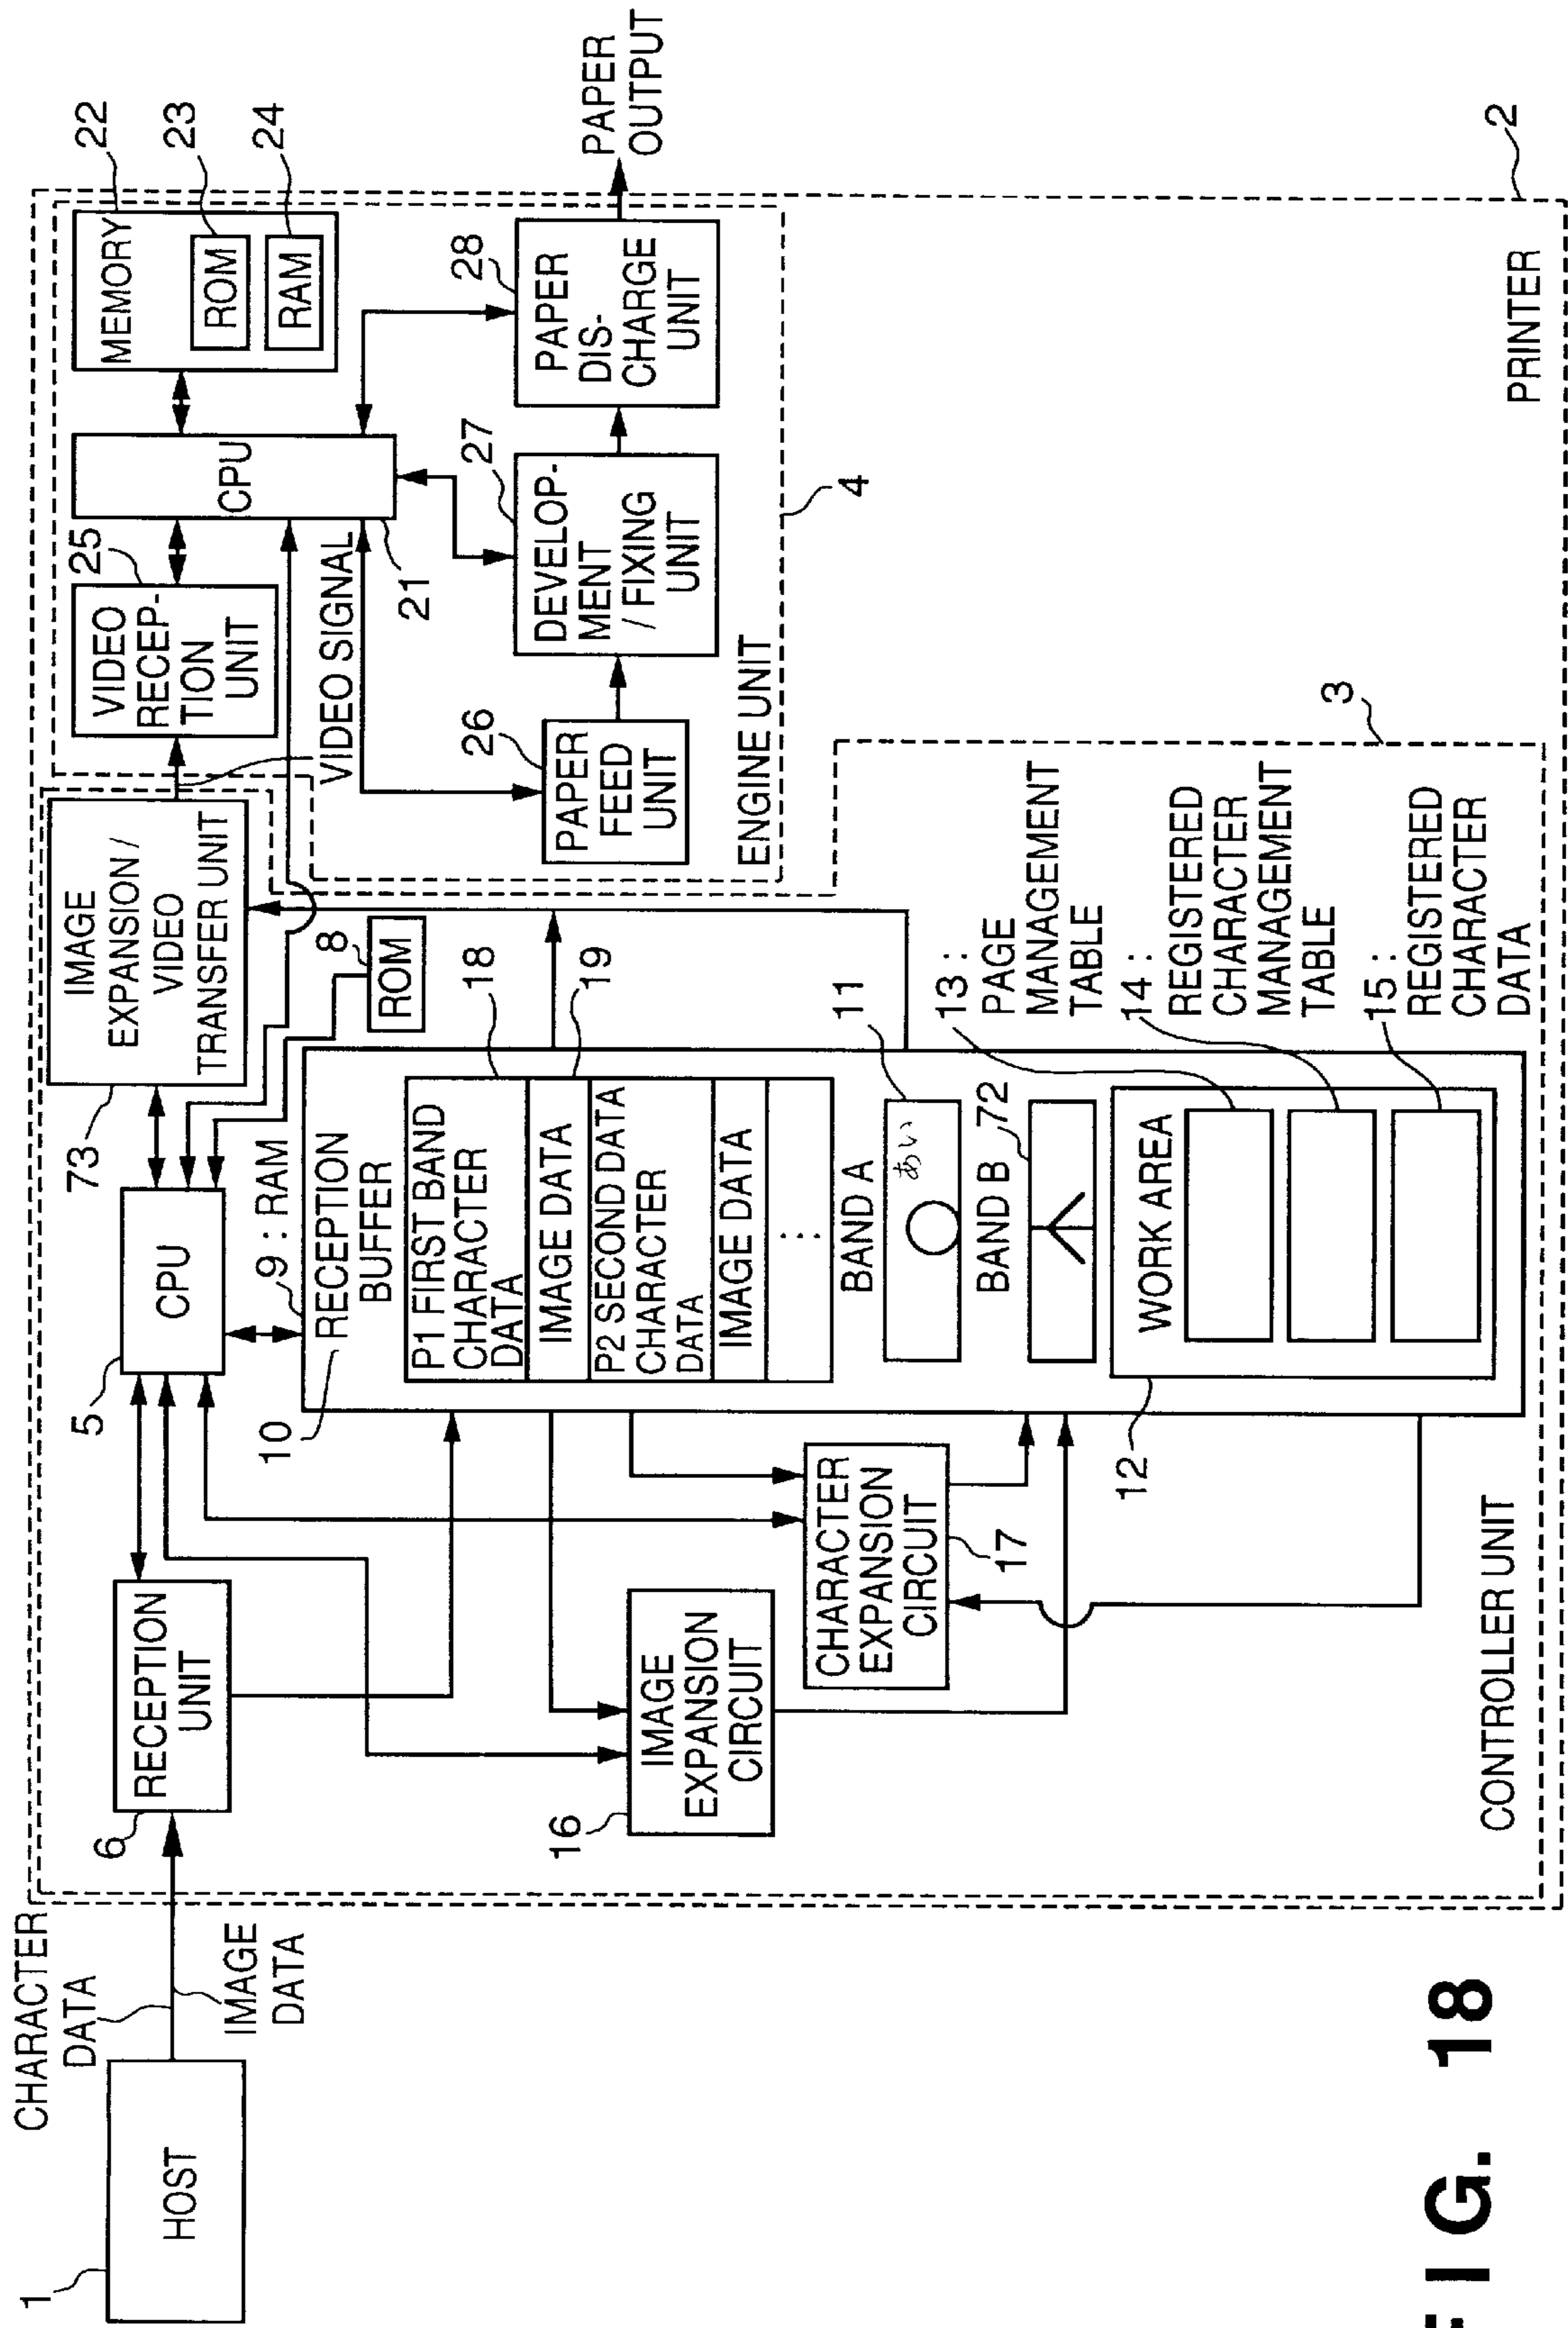 CHARACTER
DATA
IMAGE
DATA
1
HOST
6
RECEPTION
UNIT
5
CPU
73
IMAGE
EXPANSION /
VIDEO
TRANSFER UNIT
8
ROM
9 : RAM
10
RECEPTION
BUFFER
P1 FIRST BAND
CHARACTER
DATA
18
IMAGE DATA
19
P2 SECOND DATA
CHARACTER
DATA
IMAGE DATA
⋮
BAND A
11
あい
BAND B
72
WORK AREA
12
13 :
PAGE
MANAGEMENT
TABLE
14 :
REGISTERED
CHARACTER
MANAGEMENT
TABLE
15 :
REGISTERED
CHARACTER
DATA
16
IMAGE
EXPANSION
CIRCUIT
CHARACTER
EXPANSION
CIRCUIT
17
CONTROLLER UNIT
3
VIDEO
RECEP-
TION
UNIT
25
VIDEO SIGNAL
CPU
21
MEMORY
22
ROM
23
RAM
24
26
PAPER
FEED
UNIT
27
DEVELOP-
MENT
/ FIXING
UNIT
28
PAPER
DIS-
CHARGE
UNIT
PAPER
OUTPUT
ENGINE UNIT
4
PRINTER
2
FIG. 18